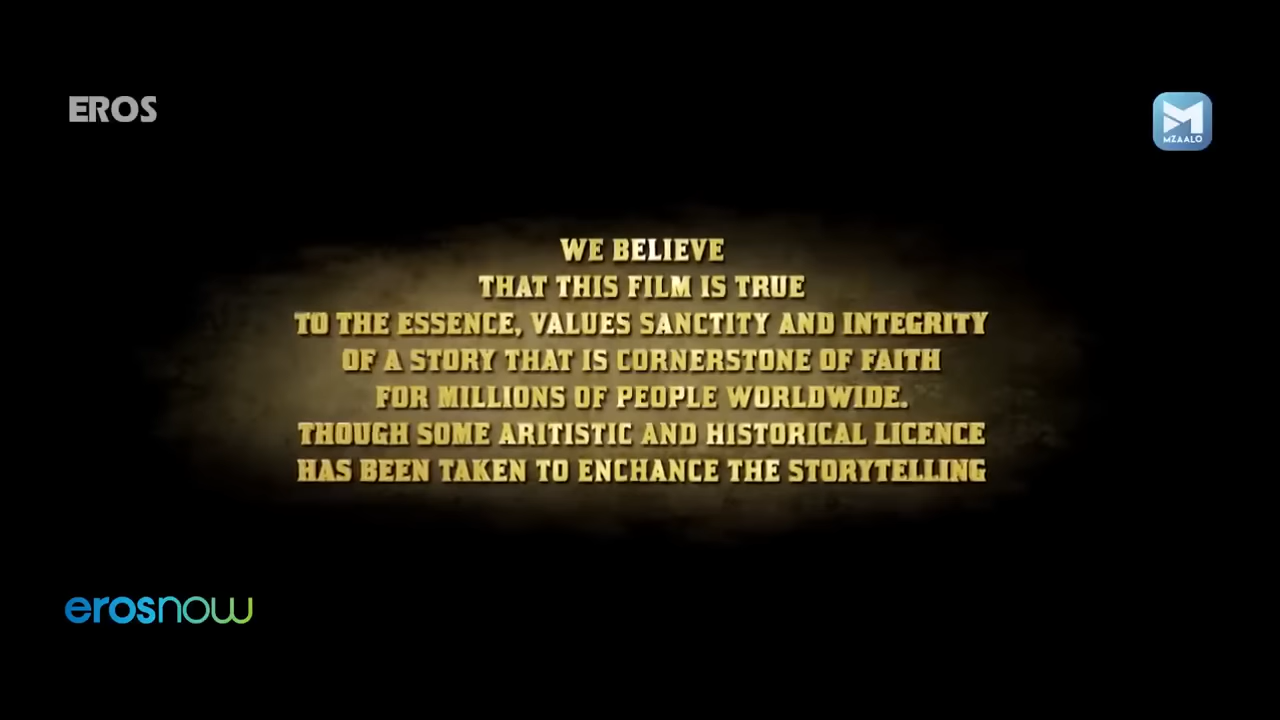 EROS
MZAALO
WE BELIEVE
THAT THIS FILM IS TRUE
TO THE ESSENCE, VALUES SANCTITY AND INTEGRITY
OF A STORY THAT IS CORNERSTONE OF FAITH
FOR MILLIONS OF PEOPLE WORLDWIDE.
THOUGH SOME ARITISTIC AND HISTORICAL LICENCE
HAS BEEN TAKEN TO ENCHANCE THE STORYTELLING
erosnow